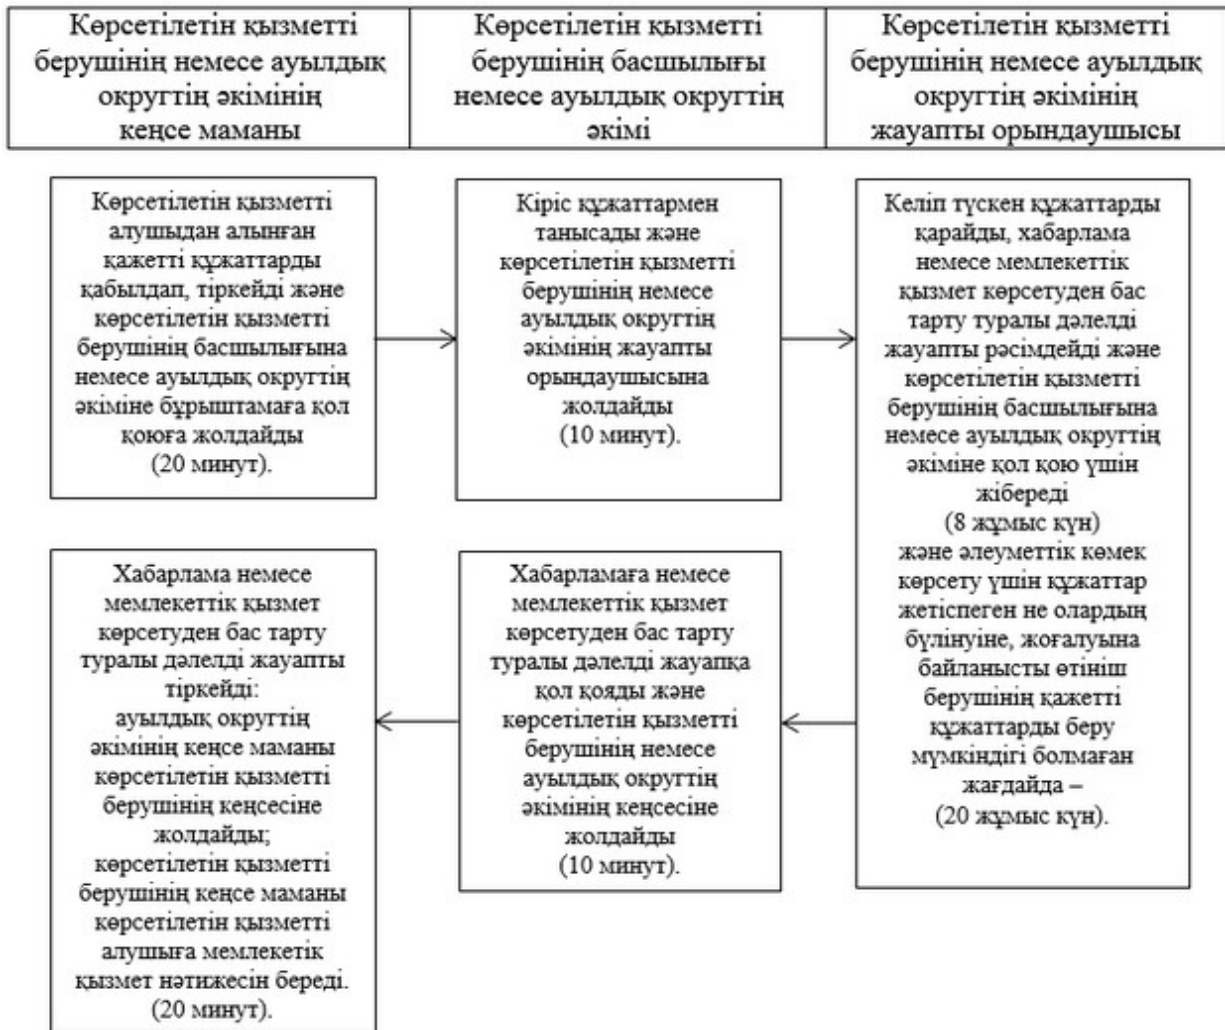 Көрсетілетін қызметті
берушінің немесе ауылдық
округтің әкімінің
кеңсе маманы
Көрсетілетін қызметті
берушінің басшылығы
немесе ауылдық округтің
әкімі
Көрсетілетін қызметті
берушінің немесе ауылдық
округтің әкімінің
жауапты орындаушысы
Көрсетілетін қызметті
алушыдан алынған
қажетті құжаттарды
қабылдап, тіркейді және
көрсетілетін қызметті
берушінің басшылығына
немесе ауылдық округтің
әкіміне бұрыштамаға қол
қоюға жолдайды
(20 минут).
Кіріс құжаттармен
танысады және
көрсетілетін қызметті
берушінің немесе
ауылдық округтің
әкімінің жауапты
орындаушысына
жолдайды
(10 минут).
Келіп түскен құжаттарды
қарайды, хабарлама
немесе мемлекеттік
қызмет көрсетуден бас
тарту туралы дәлелді
жауапты рәсімдейді және
көрсетілетін қызметті
берушінің басшылығына
немесе ауылдық округтің
әкіміне қол қою үшін
жібереді
(8 жұмыс күн)
және әлеуметтік көмек
көрсету үшін құжаттар
жетіспеген не олардың
бүлінуіне, жоғалуына
байланысты өтініш
берушінің қажетті
құжаттарды беру
мүмкіндігі болмаған
жағдайда –
(20 жұмыс күн).
Хабарламаға немесе
мемлекеттік қызмет
көрсетуден бас тарту
туралы дәлелді жауапқа
қол қояды және
көрсетілетін қызметті
берушінің немесе
ауылдық округтің
әкімінің кеңсесіне
жолдайды
(10 минут).
Хабарлама немесе
мемлекеттік қызмет
көрсетуден бас тарту
туралы дәлелді жауапты
тіркейді:
ауылдық округтің
әкімінің кеңсе маманы
көрсетілетін қызметті
берушінің кеңсесіне
жолдайды;
көрсетілетін қызметті
берушінің кеңсе маманы
көрсетілетін қызметті
алушыға мемлекетік
қызмет нәтижесін береді.
(20 минут).